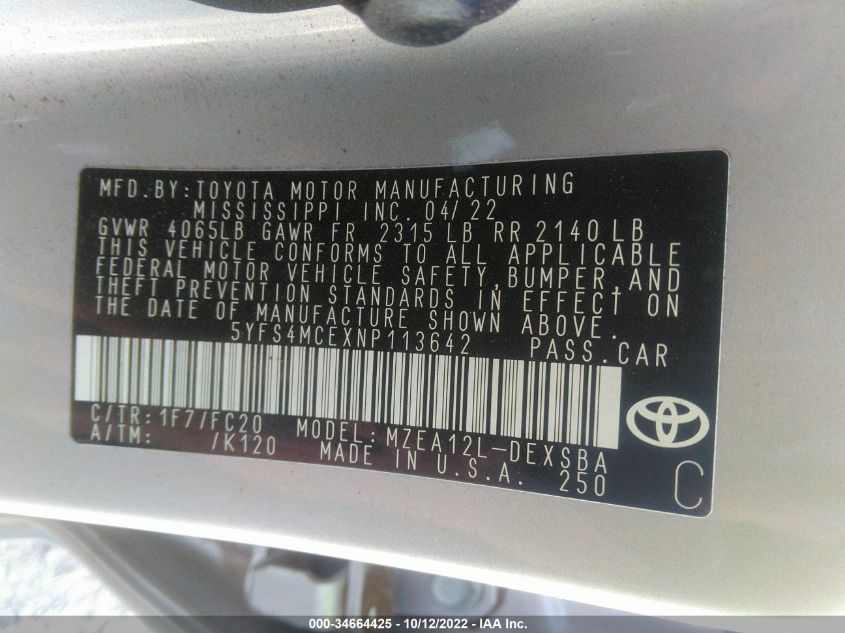 MFD.BY:TOYOTA MOTOR MANUFACTURING
MISSISSIPPI INC. 04/22
GVWR 4065LB GAWR FR 2315 LB RR 2140 LB
THIS VEHICLE CONFORMS TO ALL APPLICABLE
FEDERAL MOTOR VEHICLE SAFETY,BUMPER,AND
THEFT PREVENTION STANDARDS IN EFFECT† ON
THE DATE OF MANUFACTURE SHOWN ABOVE.
5YFS4MCEXNP113642 PASS.CAR
C/TR:1F7/FC20 MODEL:MZEA12L-DEXSBA
A/TM: /K120 MADE IN U.S.A. 250
C
000-34664425 - 10/12/2022 - IAA Inc.